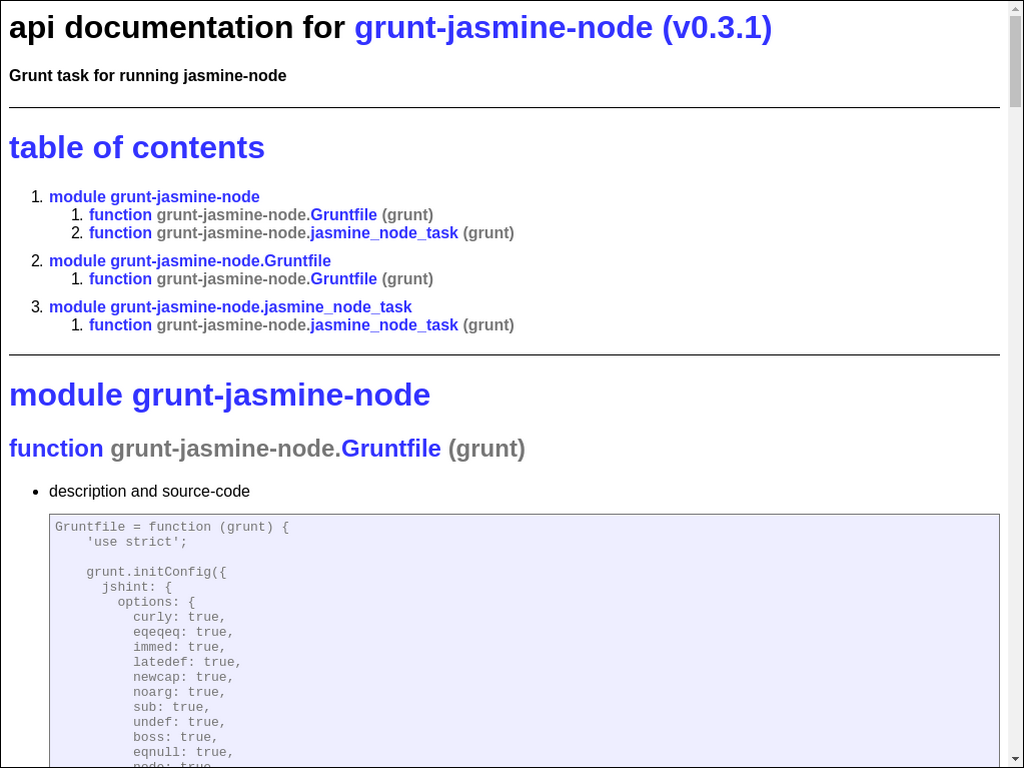 api documentation for grunt-jasmine-node (v0.3.1)
Grunt task for running jasmine-node
table of contents
1. module grunt-jasmine-node
1. function grunt-jasmine-node.Gruntfile (grunt)
2. function grunt-jasmine-node.jasmine_node_task (grunt)
2. module grunt-jasmine-node.Gruntfile
1. function grunt-jasmine-node.Gruntfile (grunt)
3. module grunt-jasmine-node.jasmine_node_task
1. function grunt-jasmine-node.jasmine_node_task (grunt)
module grunt-jasmine-node
function grunt-jasmine-node.Gruntfile (grunt)
• description and source-code
Gruntfile = function (grunt) {
    'use strict';
    grunt.initConfig({
      jshint: {
        options: {
          curly: true,
          eqeqeq: true,
          immed: true,
          latedef: true,
          newcap: true,
          noarg: true,
          sub: true,
          undef: true,
          boss: true,
          eqnull: true,
          node: true